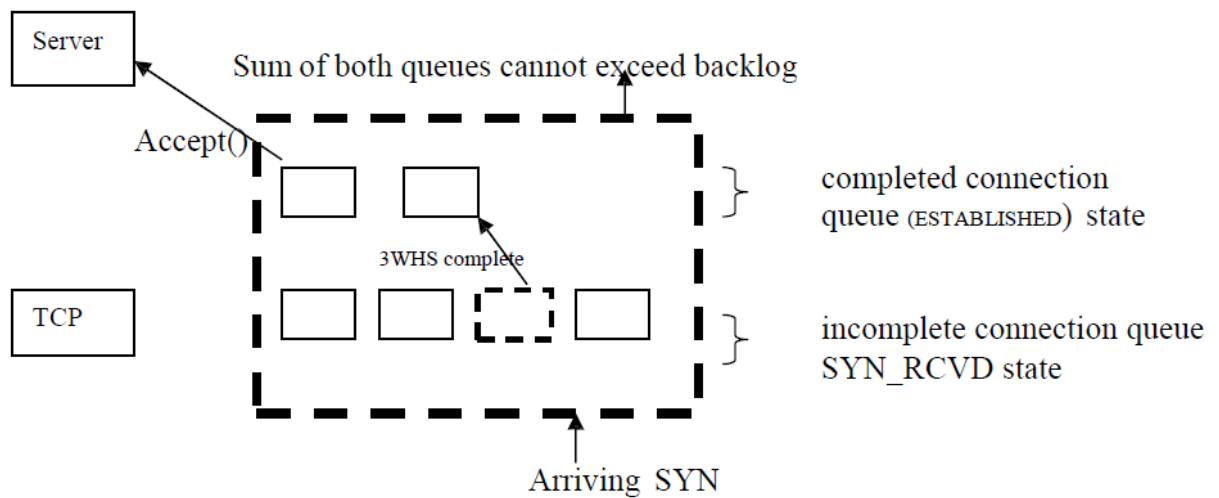 Server
Sum of both queues cannot exceed backlog
Accept()
completed connection
queue (ESTABLISHED) state
3WHS complete
TCP
incomplete connection queue
SYN_RCVD state
Arriving SYN